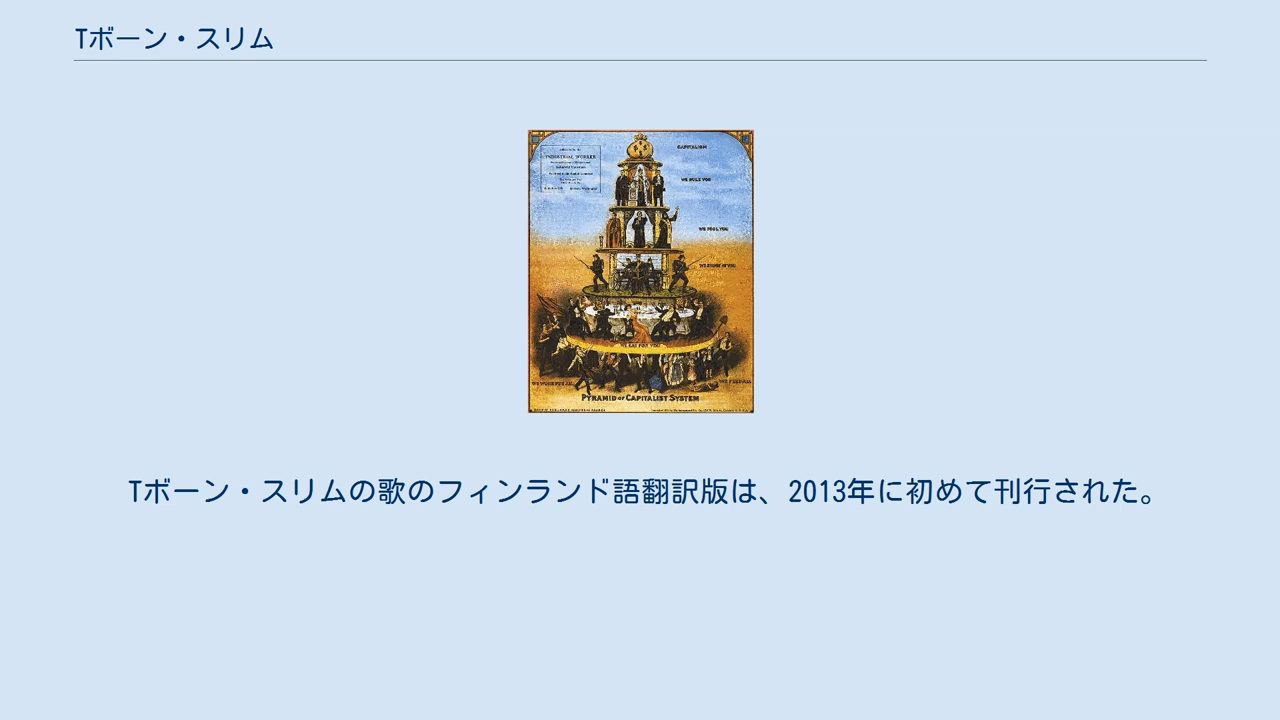 Tボーン・スリム
INDUSTRIAL WORKER
CAPITALISM
WE RULE YOU
WE FOOL YOU
WE SHOOT AT YOU
WE EAT FOR YOU
WE WORK FOR ALL
WE FEED ALL
PYRAMID OF CAPITALIST SYSTEM
Tボーン・スリムの歌のフィンランド語翻訳版は、2013年に初めて刊行された。